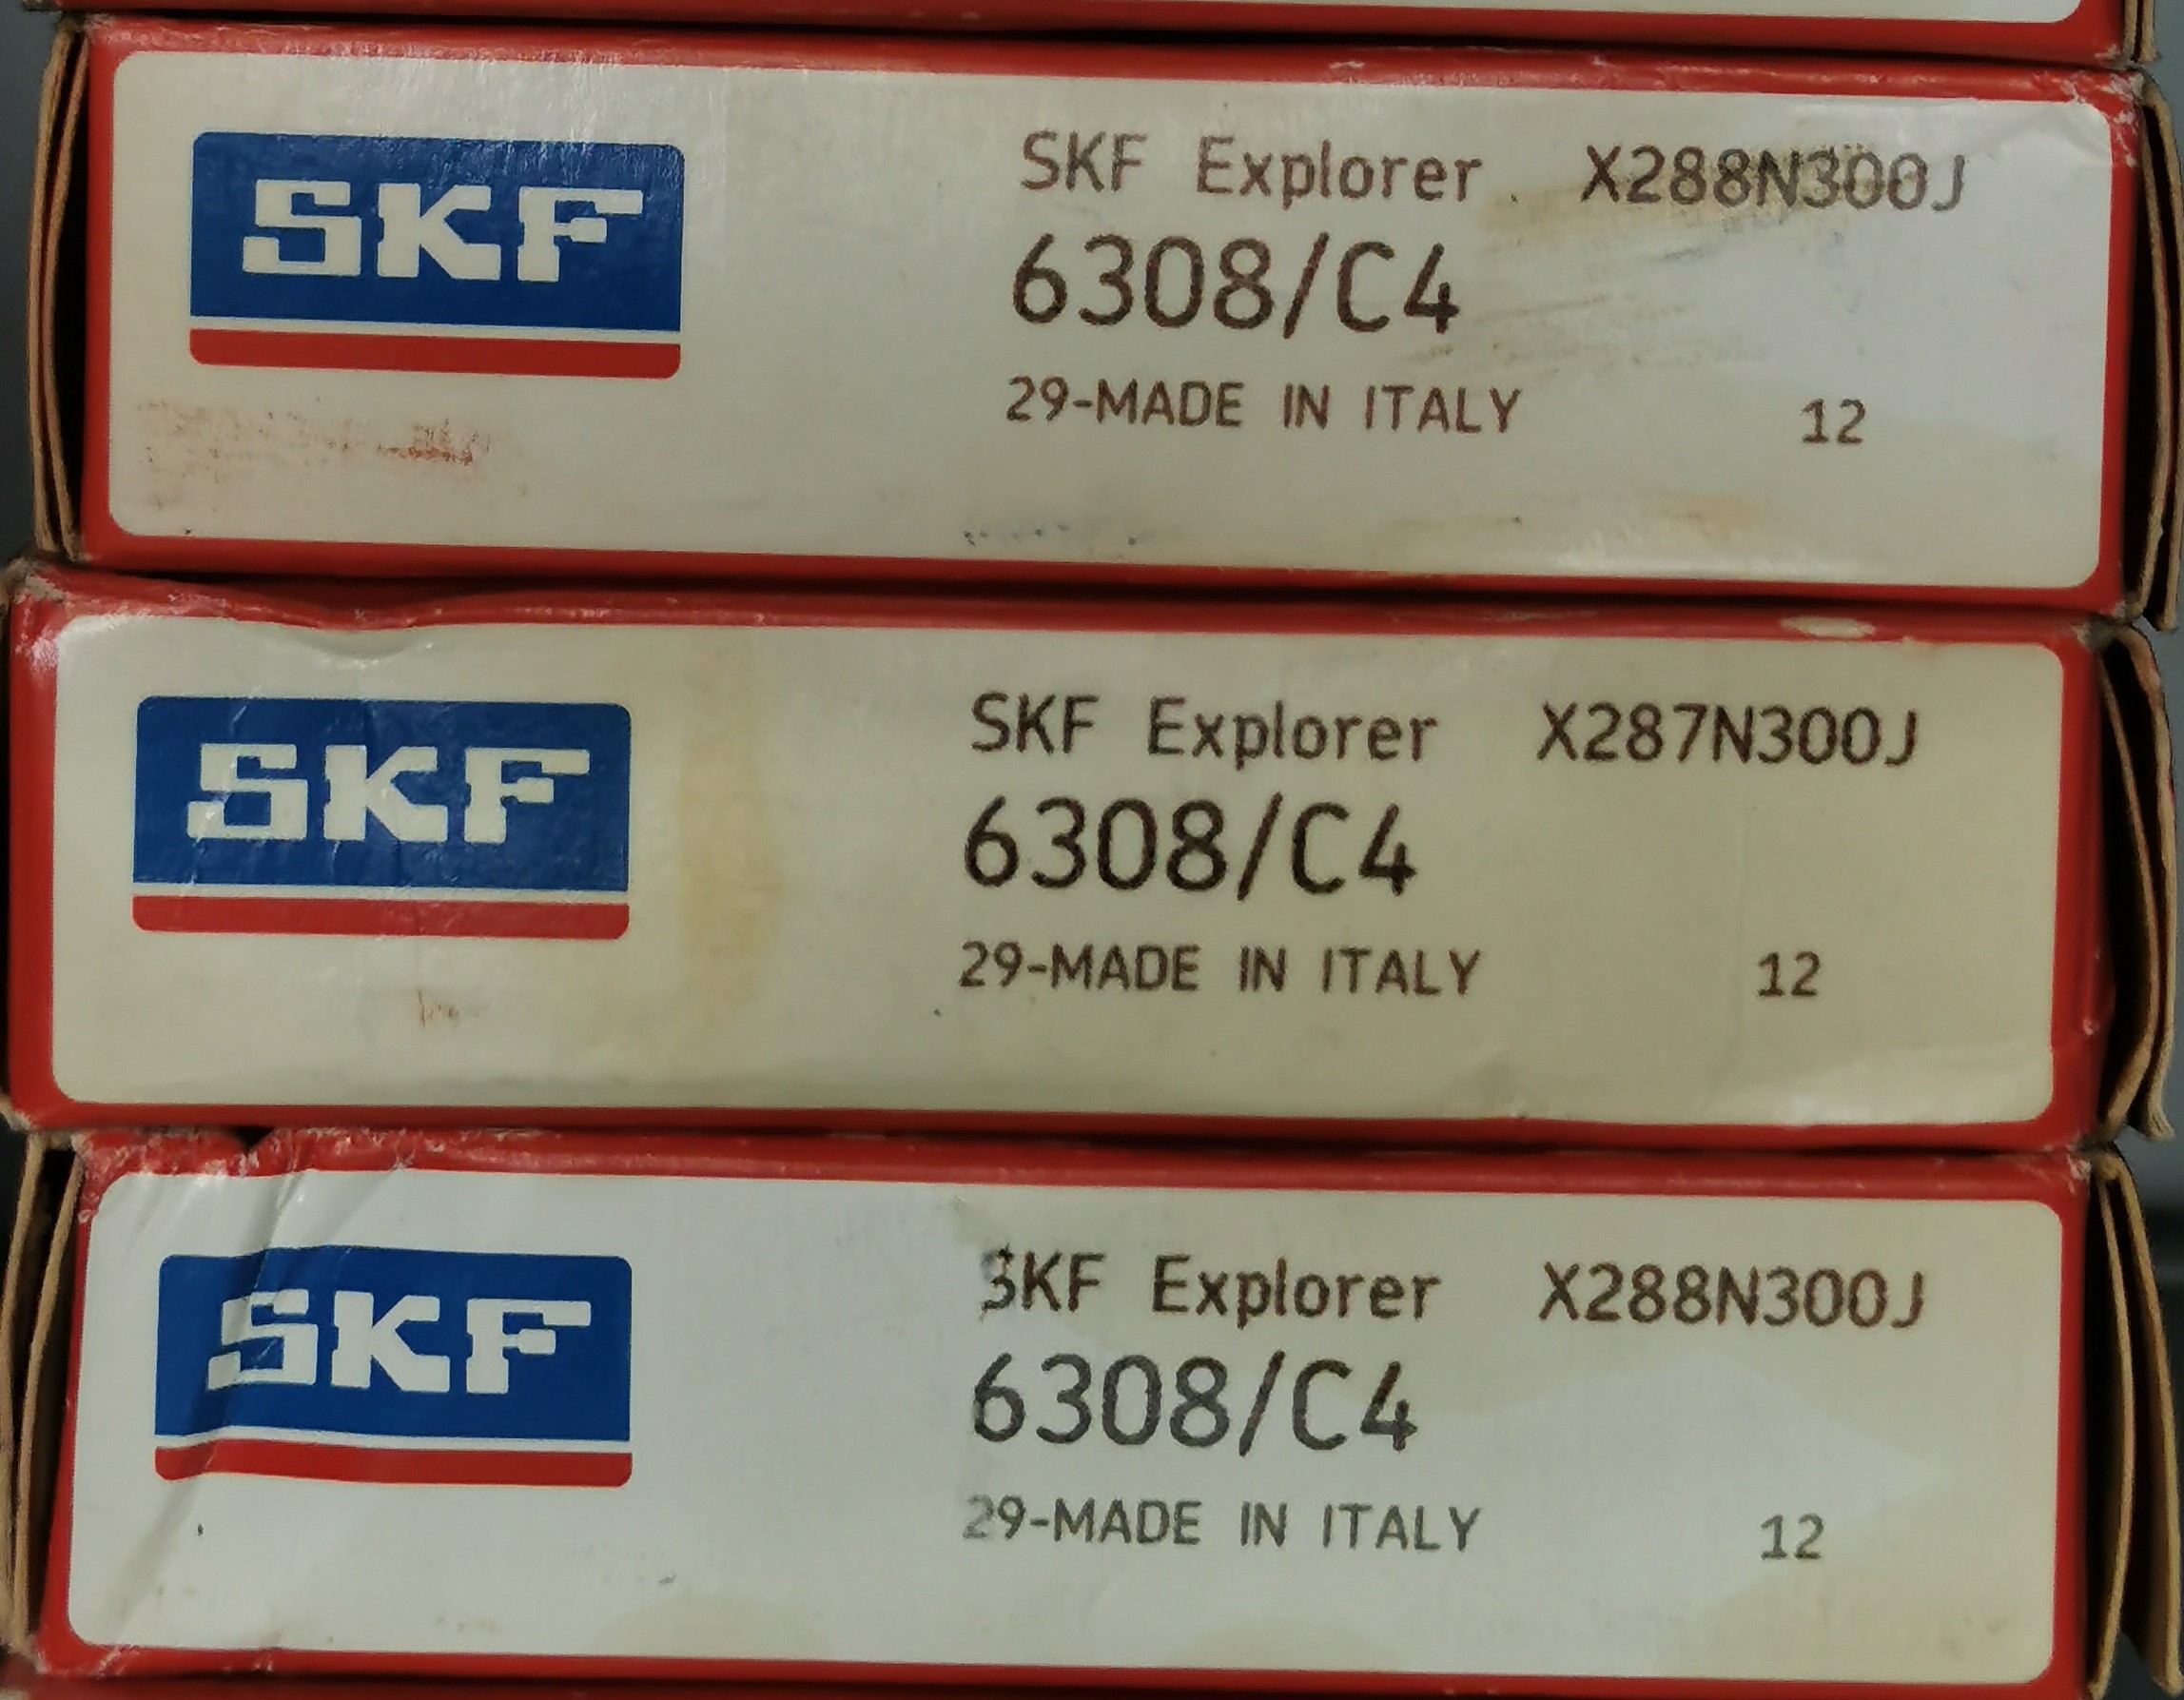 SKF
SKF Explorer X288N300J
6308/C4
29-MADE IN ITALY 12
SKF
SKF Explorer X287N300J
6308/C4
29-MADE IN ITALY 12
SKF
SKF Explorer X288N300J
6308/C4
29-MADE IN ITALY 12